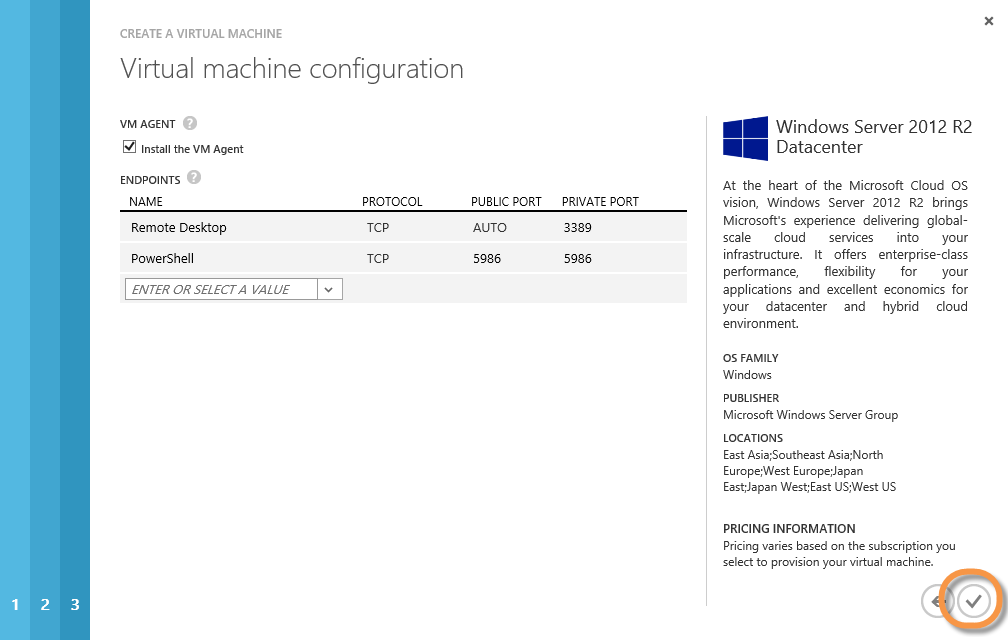 CREATE A VIRTUAL MACHINE
Virtual machine configuration
VM AGENT ?
Install the VM Agent
ENDPOINTS ?
NAME PROTOCOL PUBLIC PORT PRIVATE PORT
Remote Desktop TCP AUTO 3389
PowerShell TCP 5986 5986
ENTER OR SELECT A VALUE
Windows Server 2012 R2
Datacenter
At the heart of the Microsoft Cloud OS
vision, Windows Server 2012 R2 brings
Microsoft's experience delivering global-
scale cloud services into your
infrastructure. It offers enterprise-class
performance, flexibility for your
applications and excellent economics for
your datacenter and hybrid cloud
environment.
OS FAMILY
Windows
PUBLISHER
Microsoft Windows Server Group
LOCATIONS
East Asia;Southeast Asia;North
Europe;West Europe;Japan
East;Japan West;East US;West US
PRICING INFORMATION
Pricing varies based on the subscription you
select to provision your virtual machine.
1 2 3